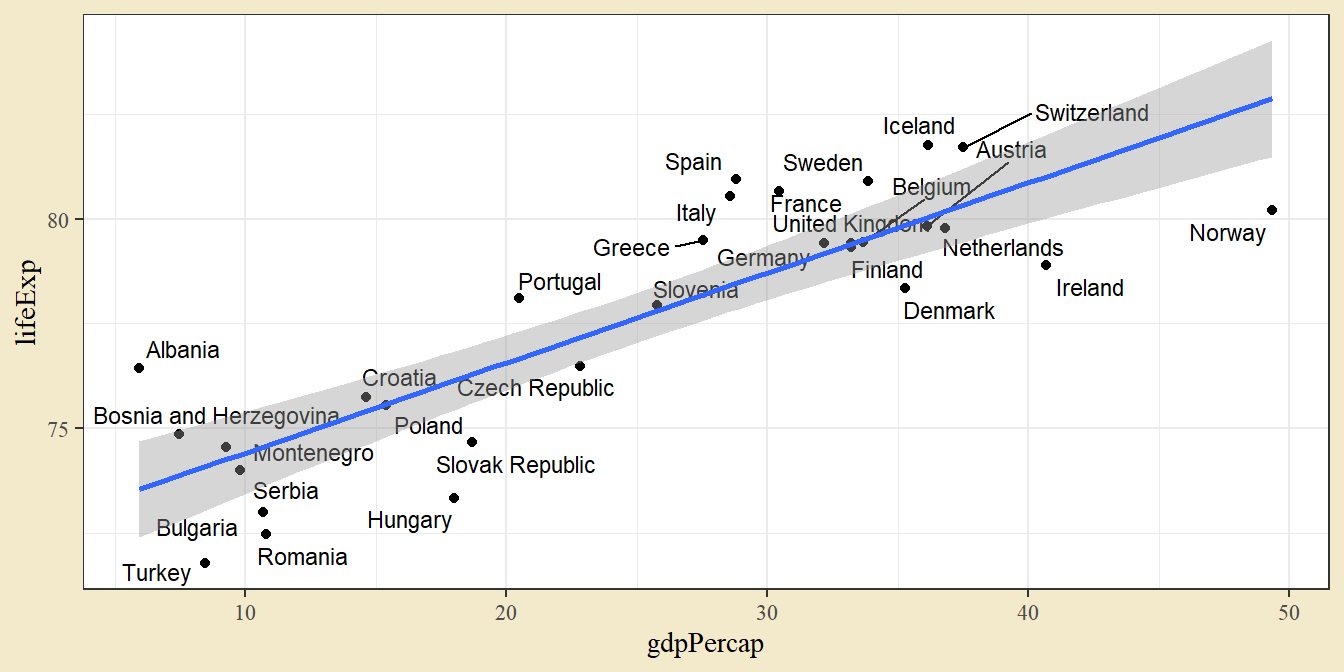 lifeExp
80
75
Switzerland
Iceland
Austria
Spain
Sweden
Belgium
France
Italy
United Kingdom
Greece
Germany
Netherlands
Norway
Finland
Portugal
Slovenia
Ireland
Denmark
Albania
Croatia
Czech Republic
Bosnia and Herzegovina
Poland
Montenegro
Slovak Republic
Serbia
Hungary
Bulgaria
Romania
Turkey
10 20 30 40 50
gdpPercap